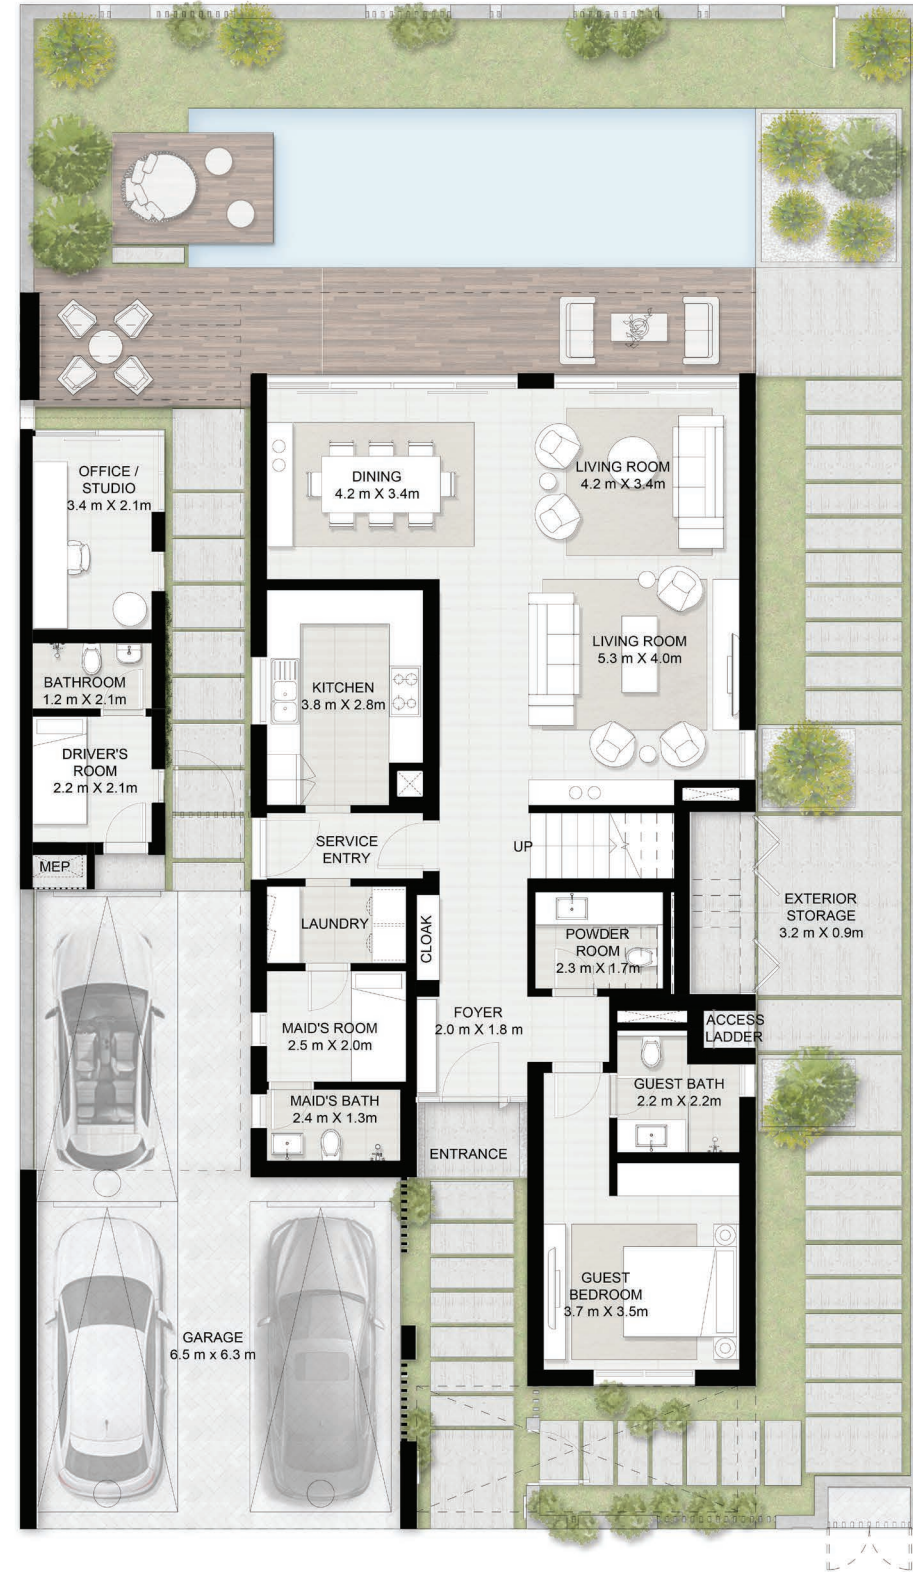 OFFICE /
STUDIO
3.4 m X 2.1m
DINING
4.2 m X 3.4m
LIVING ROOM
4.2 m X 3.4m
LIVING ROOM
5.3 m X 4.0m
BATHROOM
1.2 m X 2.1m
KITCHEN
3.8 m X 2.8m
DRIVER'S
ROOM
2.2 m X 2.1m
MEP
SERVICE
ENTRY
UP
EXTERIOR
STORAGE
3.2 m X 0.9m
LAUNDRY
CLOAK
POWDER
ROOM
2.3 m X 1.7m
MAID'S ROOM
2.5 m X 2.0m
FOYER
2.0 m X 1.8 m
ACCESS
LADDER
MAID'S BATH
2.4 m X 1.3m
GUEST BATH
2.2 m X 2.2m
ENTRANCE
GUEST
BEDROOM
3.7 m X 3.5m
GARAGE
6.5 m x 6.3 m